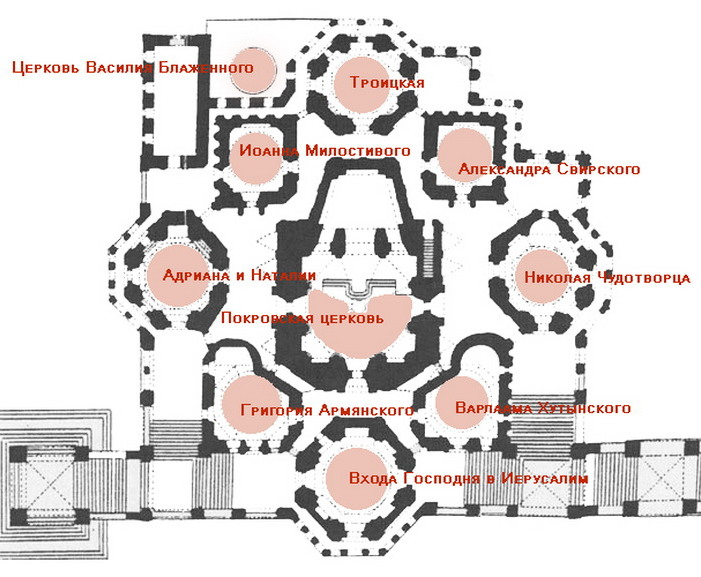 Церковь Василия Блаженного
Троицкая
Иоанна Милостивого
Александра Свирского
Адриана и Наталии
Николая Чудотворца
Покровская церковь
Григория Армянского
Варлаама Хутынского
Входа Господня в Иерусалим